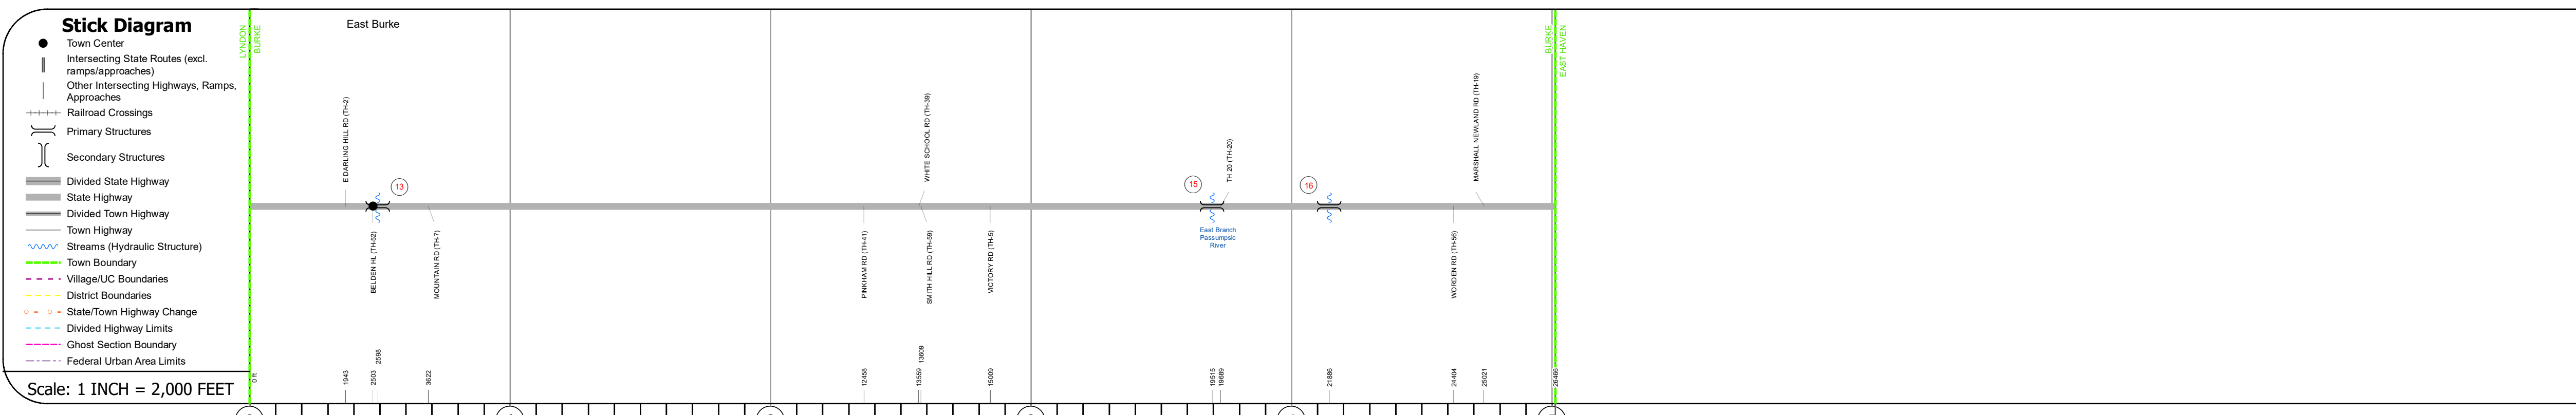 Stick Diagram
Town Center
Intersecting State Routes (excl.
ramps/approaches)
Other Intersecting Highways, Ramps,
Approaches
Railroad Crossings
Primary Structures
Secondary Structures
Divided State Highway
State Highway
Divided Town Highway
Town Highway
Streams (Hydraulic Structure)
Town Boundary
Village/UC Boundaries
District Boundaries
State/Town Highway Change
Divided Highway Limits
Ghost Section Boundary
Federal Urban Area Limits
Scale: 1 INCH = 2,000 FEET
LYNDON
BURKE
East Burke
E DARLING HILL RD (TH-2)
13
BELDEN HL (TH-52)
MOUNTAIN RD (TH-7)
WHITE SCHOOL RD (TH-39)
PINKHAM RD (TH-41)
SMITH HILL RD (TH-59)
VICTORY RD (TH-5)
15
TH 20 (TH-20)
East Branch
Passumpsic
River
16
MARSHALL NEWLAND RD (TH-19)
WORDEN RD (TH-56)
BURKE
EAST HAVEN
0 ft
1943
2503
2598
3622
12458
13559
13609
15009
19515
19689
21886
24404
25021
26466